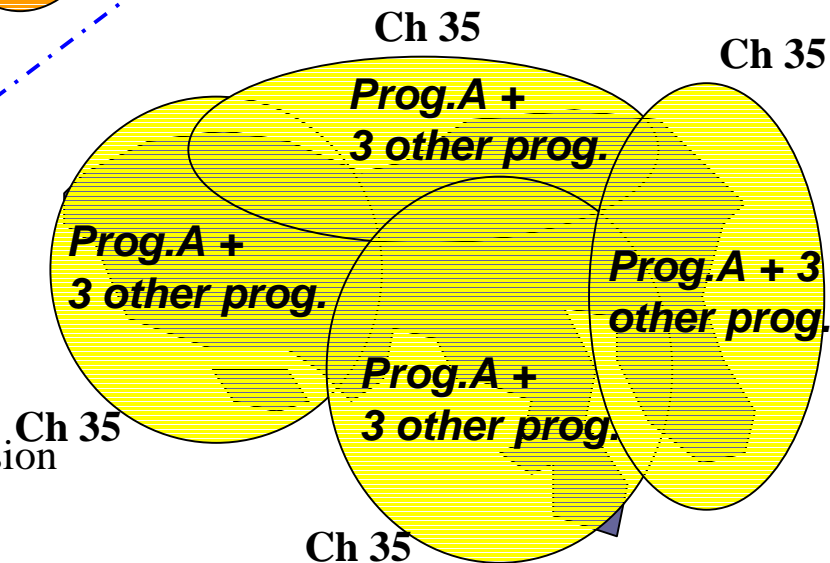 Ch 35
Ch 35
Prog.A +
3 other prog.
Prog.A +
3 other prog.
Prog.A + 3
other prog.
Prog.A +
3 other prog.
Ch 35
sion
Ch 35